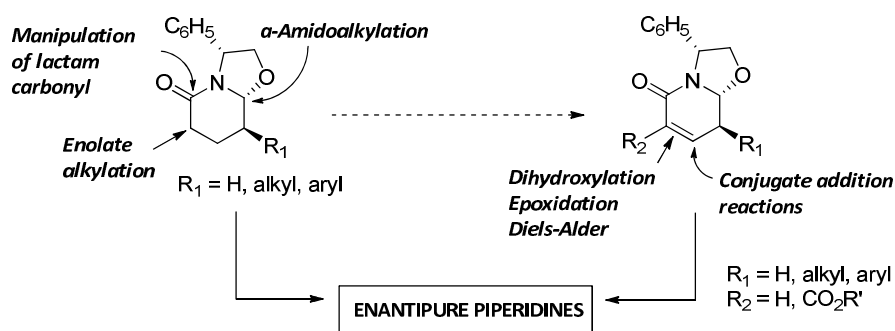 C6H5
Manipulation
of lactam
carbonyl
α-Amidoalkylation
O
N
O
Enolate
alkylation
R1
R1 = H, alkyl, aryl
C6H5
O
N
O
R2
R1
Dihydroxylation
Epoxidation
Diels-Alder
Conjugate addition
reactions
R1 = H, alkyl, aryl
R2 = H, CO2R'
ENANTIPURE PIPERIDINES